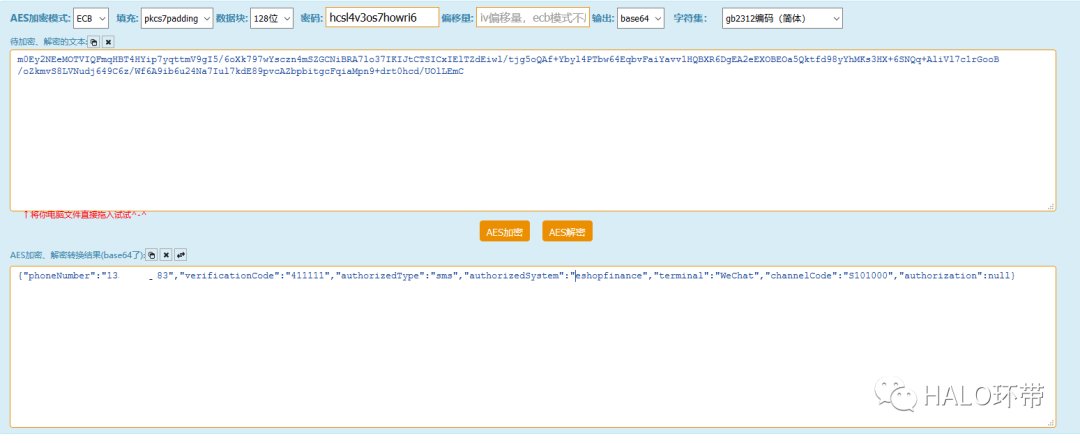 AES加密模式: ECB 填充: pkcs7padding 数据块: 128位 密码: hcsl4v3os7howri6 偏移量: iv偏移量，ecb模式不 输出: base64 字符集: gb2312编码（简体）
待加密、解密的文本:
m0Ey2NEeMOTVIQFmqHBT4HYip7yqttmV9gI5/6oXk797wYsczn4mSZGCNiBRA7lo37IKIJtCTSICxIElTZdEiwl/tjg5oQAf+Ybyl4PTbw64EqbvFaiYavvlHQBXR6DgEA2eEXOBEOa5Qktfd98yYhMKs3HX+6SNQq+AliVl7clrGooB
/oZkmvS8LVNudj649C6z/Wf6A9ib6u24Na7Iul7kdE89pvcAZbpbitgcFqiaMpn9+drt0hcd/UOlLEmC
↑将你电脑文件直接拖入试试^-^
AES加密 AES解密
AES加密、解密转换结果(base64了):
{"phoneNumber":"13 83","verificationCode":"411111","authorizedType":"sms","authorizedSystem":"eshopfinance","terminal":"WeChat","channelCode":"S101000","authorization":null}
HALO环带